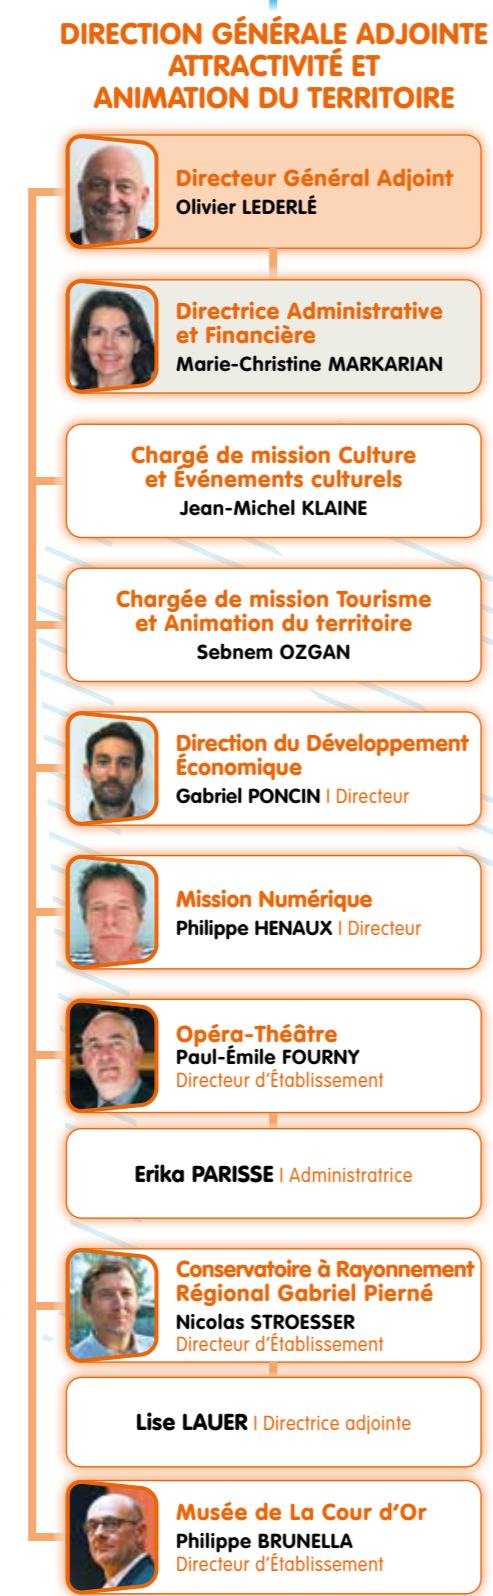 DIRECTION GÉNÉRALE ADJOINTE
ATTRACTIVITÉ ET
ANIMATION DU TERRITOIRE
Directeur Général Adjoint
Olivier LEDERLÉ
Directrice Administrative
et Financière
Marie-Christine MARKARIAN
Chargé de mission Culture
et Événements culturels
Jean-Michel KLAINE
Chargée de mission Tourisme
et Animation du territoire
Sebnem OZGAN
Direction du Développement
Économique
Gabriel PONCIN I Directeur
Mission Numérique
Philippe HENAUX I Directeur
Opéra-Théâtre
Paul-Émile FOURNY
Directeur d'Établissement
Erika PARISSE I Administratrice
Conservatoire à Rayonnement
Régional Gabriel Pierné
Nicolas STROESSER
Directeur d'Établissement
Lise LAUER I Directrice adjointe
Musée de La Cour d'Or
Philippe BRUNELLA
Directeur d'Établissement